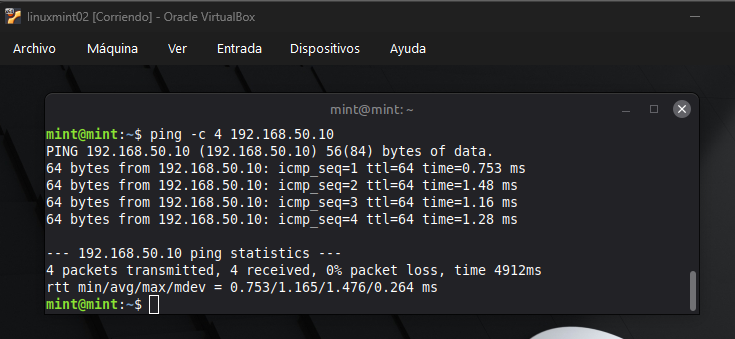 linuxmint02 [Corriendo] - Oracle VirtualBox
Archivo Máquina Ver Entrada Dispositivos Ayuda
mint@mint: ~
mint@mint:~$ ping -c 4 192.168.50.10
PING 192.168.50.10 (192.168.50.10) 56(84) bytes of data.
64 bytes from 192.168.50.10: icmp_seq=1 ttl=64 time=0.753 ms
64 bytes from 192.168.50.10: icmp_seq=2 ttl=64 time=1.48 ms
64 bytes from 192.168.50.10: icmp_seq=3 ttl=64 time=1.16 ms
64 bytes from 192.168.50.10: icmp_seq=4 ttl=64 time=1.28 ms
--- 192.168.50.10 ping statistics ---
4 packets transmitted, 4 received, 0% packet loss, time 4912ms
rtt min/avg/max/mdev = 0.753/1.165/1.476/0.264 ms
mint@mint:~$